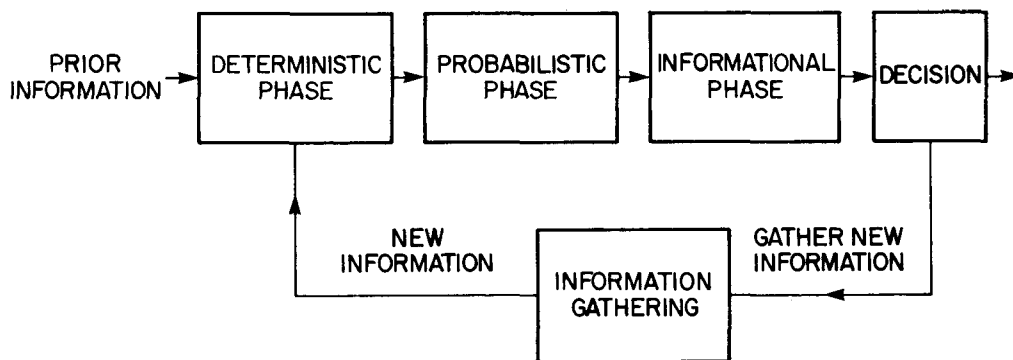 PRIOR
INFORMATION
DETERMINISTIC
PHASE
PROBABILISTIC
PHASE
INFORMATIONAL
PHASE
DECISION
NEW
INFORMATION
GATHER NEW
INFORMATION
INFORMATION
GATHERING